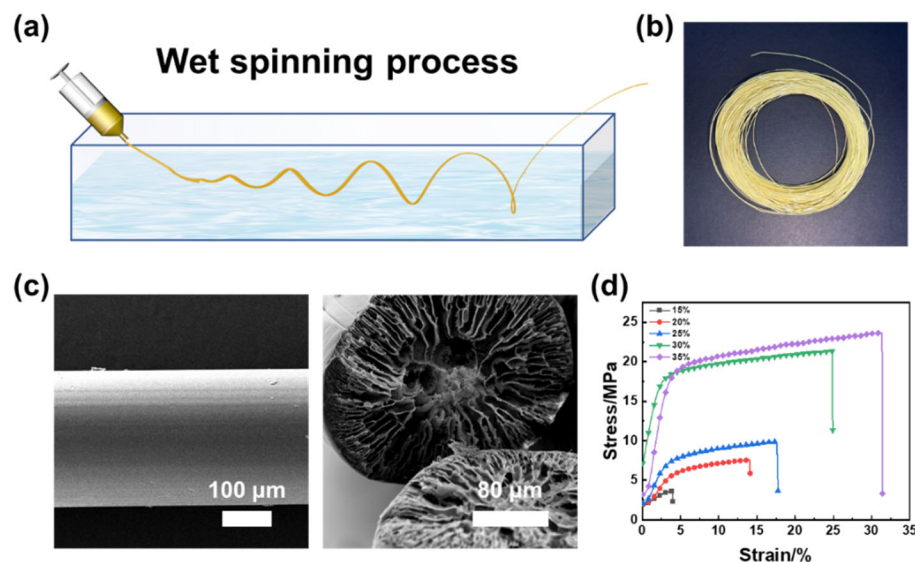 (a)
Wet spinning process
(b)
(c)
100 μm
80 μm
(d)
Stress/MPa
25
20
15
10
5
0
15%
20%
25%
30%
35%
0 5 10 15 20 25 30 35
Strain/%